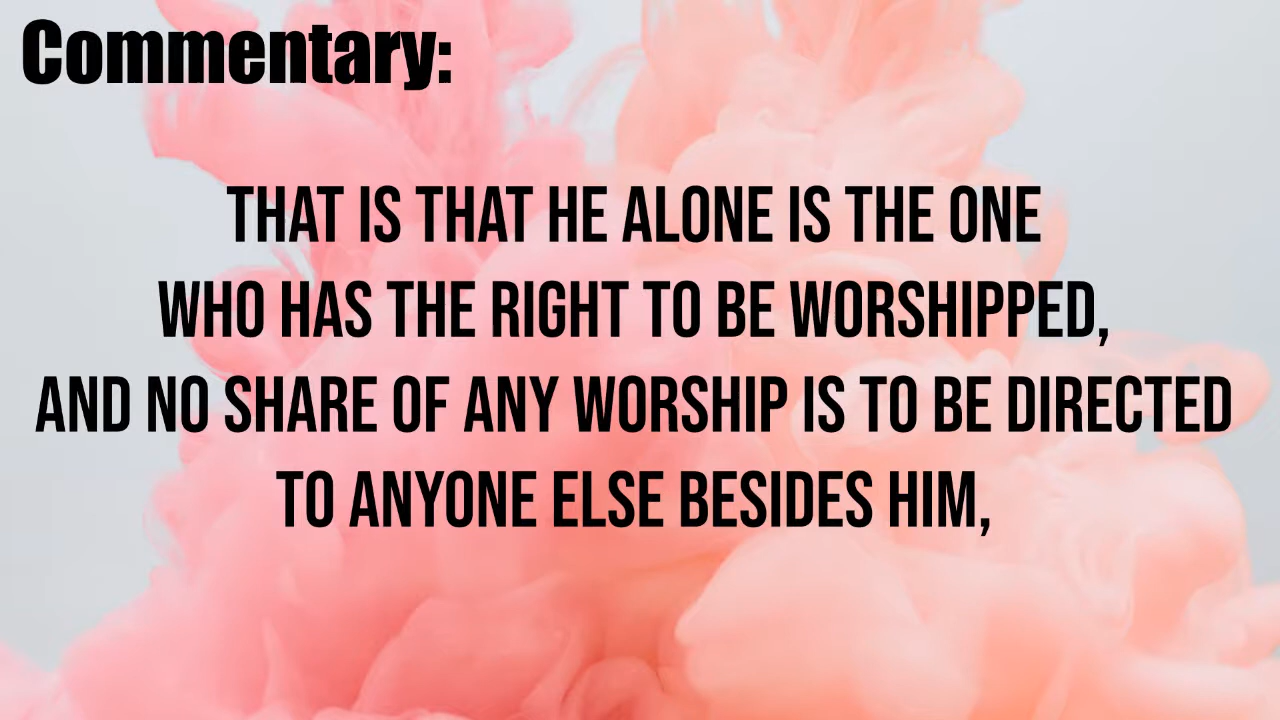 Commentary:
THAT IS THAT HE ALONE IS THE ONE
WHO HAS THE RIGHT TO BE WORSHIPPED,
AND NO SHARE OF ANY WORSHIP IS TO BE DIRECTED
TO ANYONE ELSE BESIDES HIM,